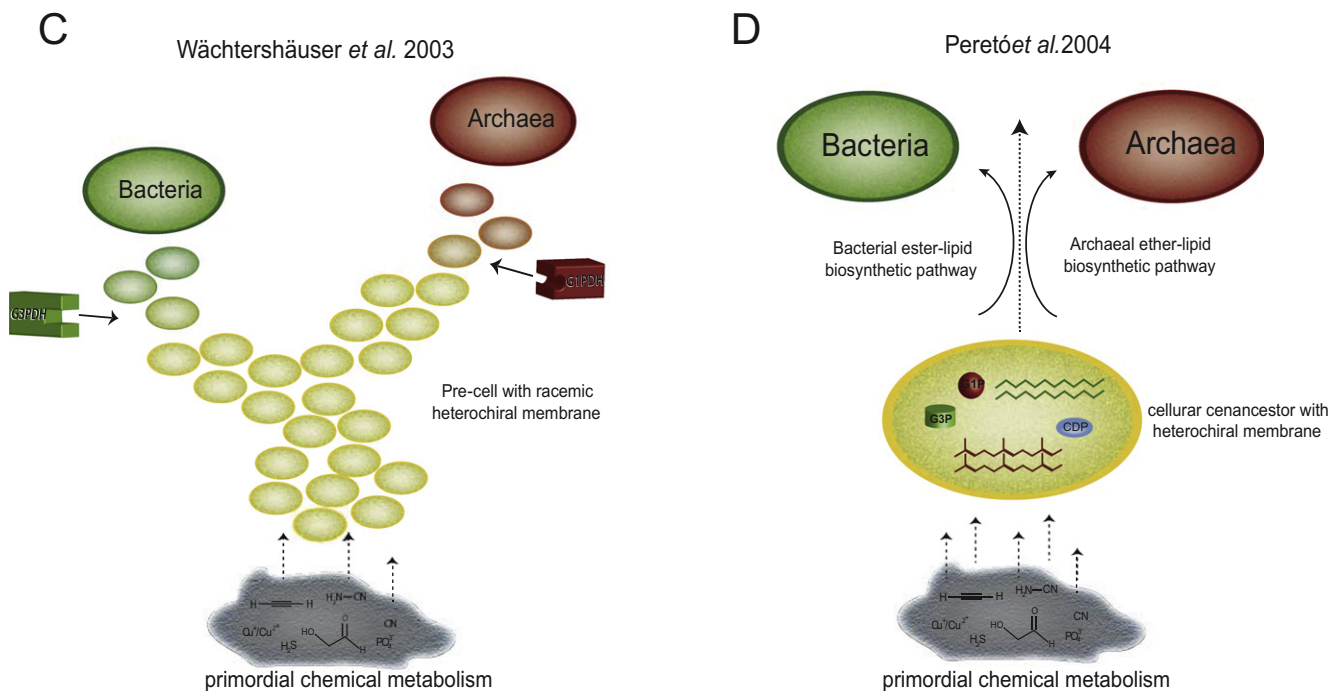 C
Wächtershäuser et al. 2003
Archaea
Bacteria
G1PDH
G3PDH
Pre-cell with racemic
heterochiral membrane
H H
H₂N CN
CN
Cu⁺/Cu²⁺
HO
O
H
H₂S
PO₄³⁻
primordial chemical metabolism
D
Peretóet al.2004
Bacteria
Archaea
Bacterial ester-lipid
biosynthetic pathway
Archaeal ether-lipid
biosynthetic pathway
G1P
G3P
CDP
cellurar cenancestor with
heterochiral membrane
H H
H₂N CN
CN
Cu⁺/Cu²⁺
HO
O
H
H₂S
PO₄³⁻
primordial chemical metabolism